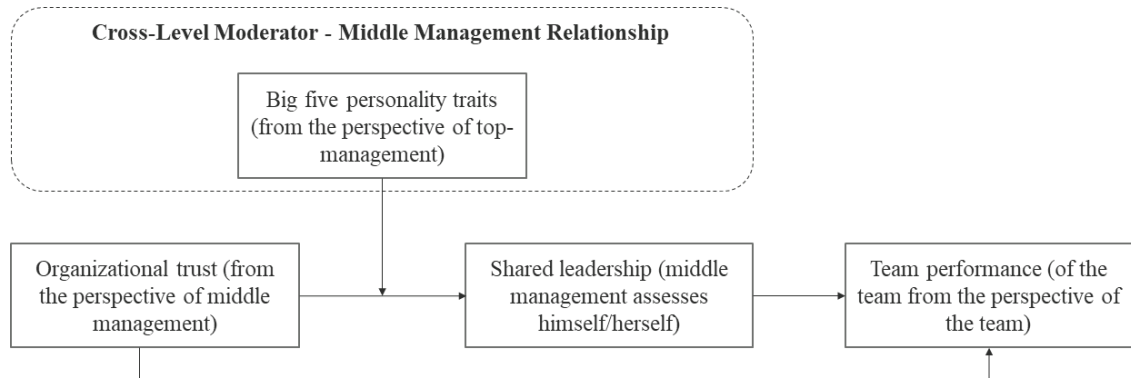 Cross-Level Moderator - Middle Management Relationship
Big five personality traits
(from the perspective of top-
management)
Organizational trust (from
the perspective of middle
management)
Shared leadership (middle
management assesses
himself/herself)
Team performance (of the
team from the perspective of
the team)